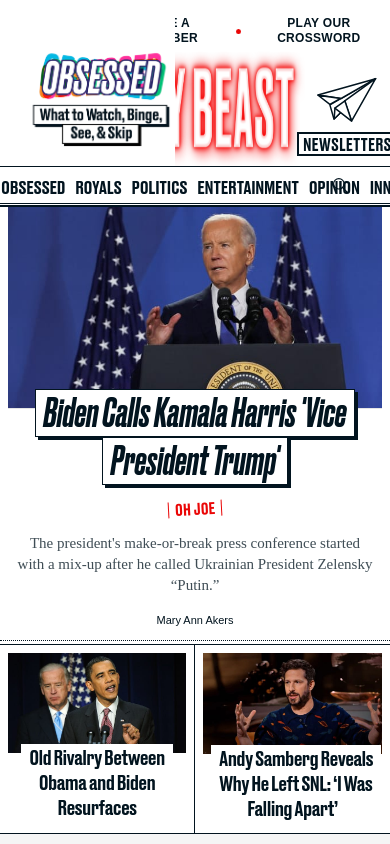 E A
BER
PLAY OUR
CROSSWORD
OBSESSED
What to Watch, Binge,
See, & Skip
Y BEAST
NEWSLETTERS
OBSESSED ROYALS POLITICS ENTERTAINMENT OPINION INN
Biden Calls Kamala Harris 'Vice
President Trump'
OH JOE
The president's make-or-break press conference started
with a mix-up after he called Ukrainian President Zelensky
“Putin.”
Mary Ann Akers
Old Rivalry Between
Obama and Biden
Resurfaces
Andy Samberg Reveals
Why He Left SNL: ‘I Was
Falling Apart’